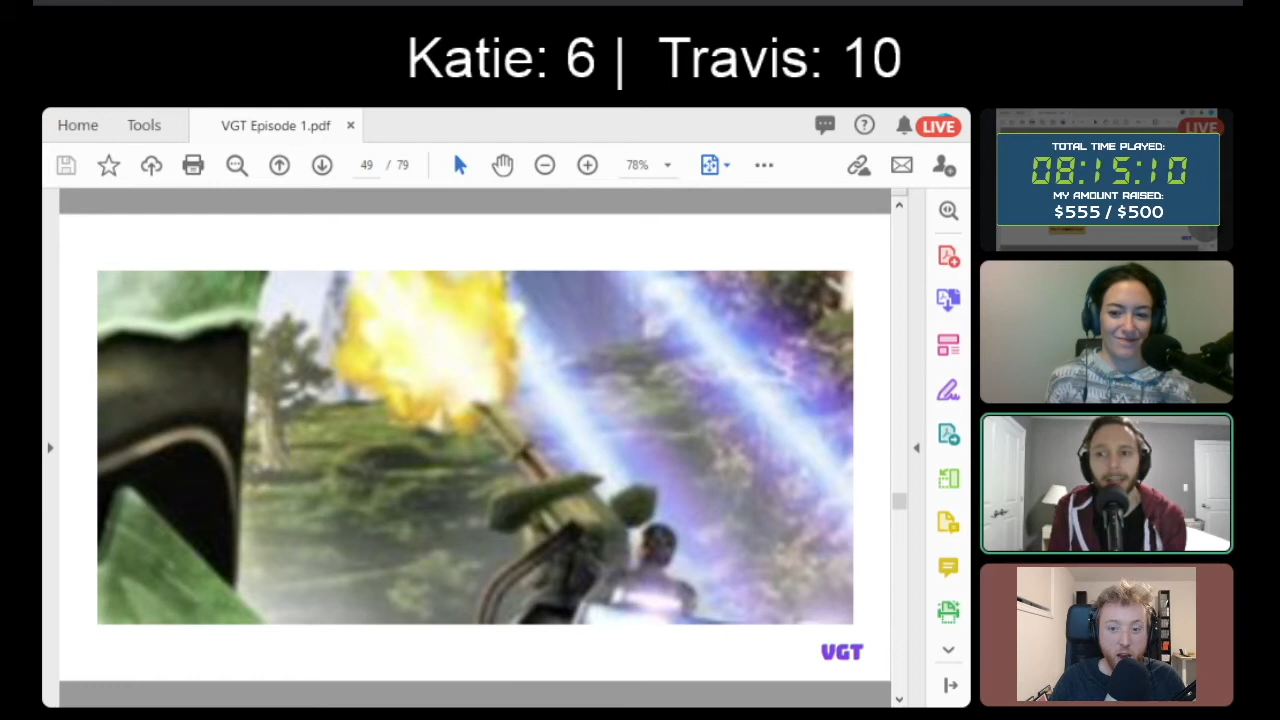 Katie: 6 | Travis: 10
Home Tools VGT Episode 1.pdf × LIVE
49 / 79 78%
VGT
LIVE
TOTAL TIME PLAYED:
08:15:10
MY AMOUNT RAISED:
$555 / $500